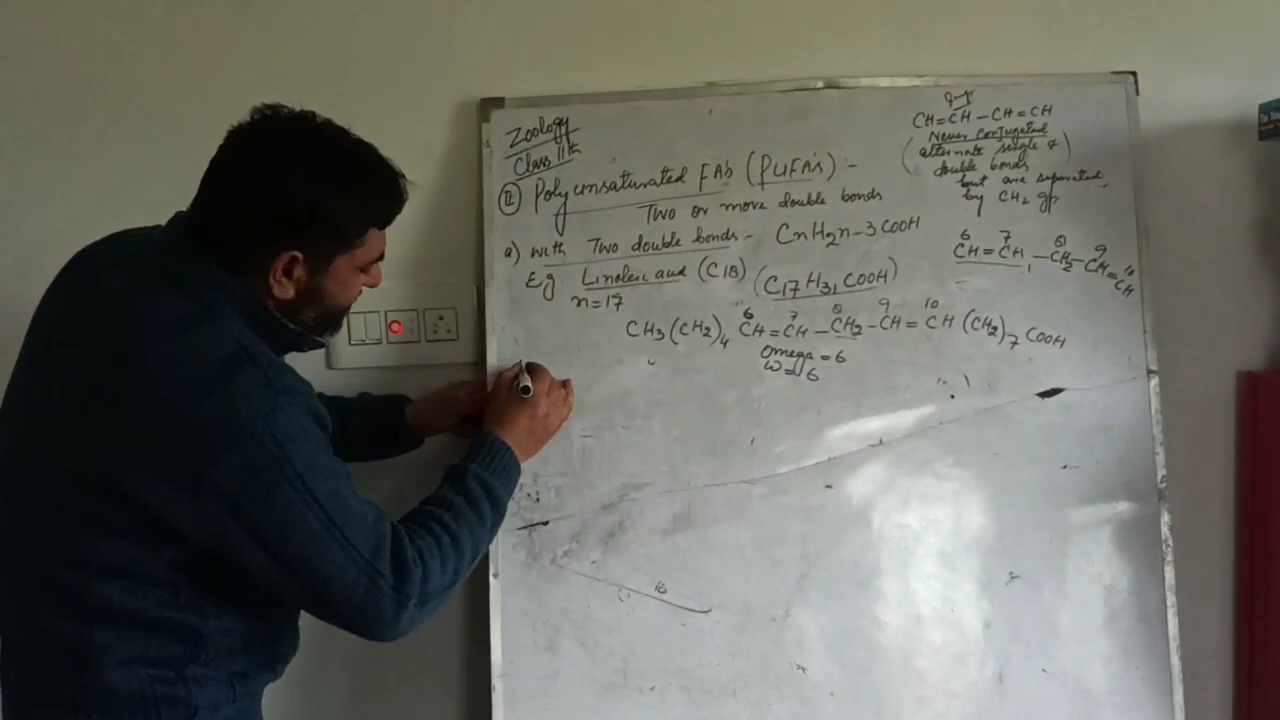 Zoology
Class 11th
② Polyunsaturated FA's (PUFA's) :-
Two or more double bonds
a) with Two double bonds - CnH2n-3COOH
Eg Linoleic acid (C18) (C17H31COOH)
n=17
6 7 8 9 10
CH3(CH2)4 CH=CH-CH2-CH=CH(CH2)7COOH
Omega = 6
ω=6
CH=CH-CH=CH
Never conjugated
(alternate single &
double bonds)
but are separated
by CH2 gp
6 7 8 9 10
CH=CH-CH2-CH=CH
16